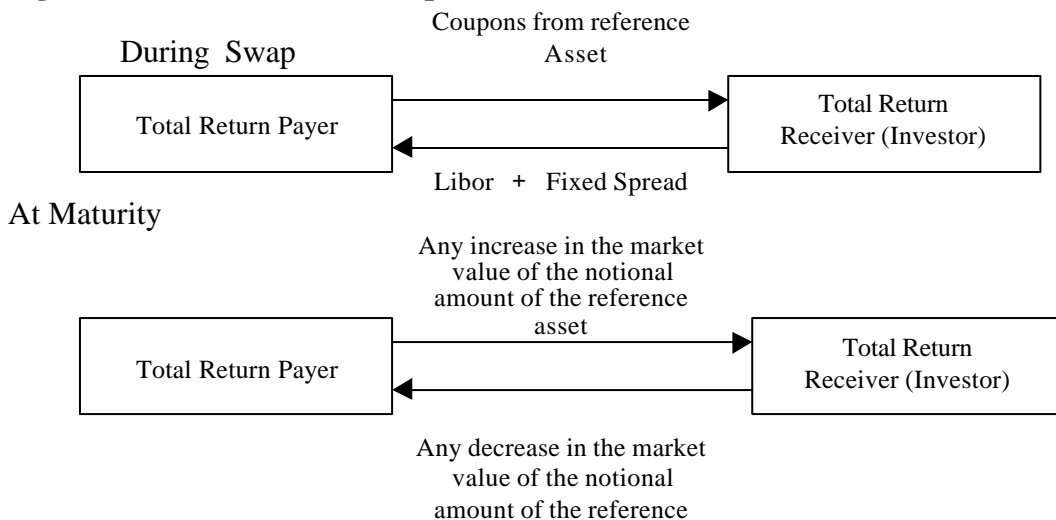 Coupons from reference
Asset
During Swap
Total Return Payer
Total Return
Receiver (Investor)
Libor + Fixed Spread
At Maturity
Any increase in the market
value of the notional
amount of the reference
asset
Total Return Payer
Total Return
Receiver (Investor)
Any decrease in the market
value of the notional
amount of the reference